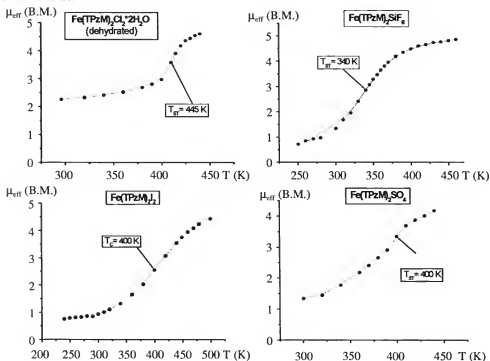 μeff (B.M.)
Fe(TPzM)2Cl2*2H2O
(dehydrated)
5
4
3
2
1
0
TST= 445 K
300 350 400 450 T (K)
μeff (B.M.)
Fe(TPzM)2SiF6
5
4
3
2
1
0
TST= 340 K
250 300 350 400 450 T (K)
μeff (B.M.)
Fe(TPzM)2I2
5
4
3
2
1
0
TC= 400 K
200 250 300 350 400 450 500 T (K)
μeff (B.M.)
Fe(TPzM)2SO4
4
3
2
1
0
TST= 400 K
300 350 400 450 T (K)